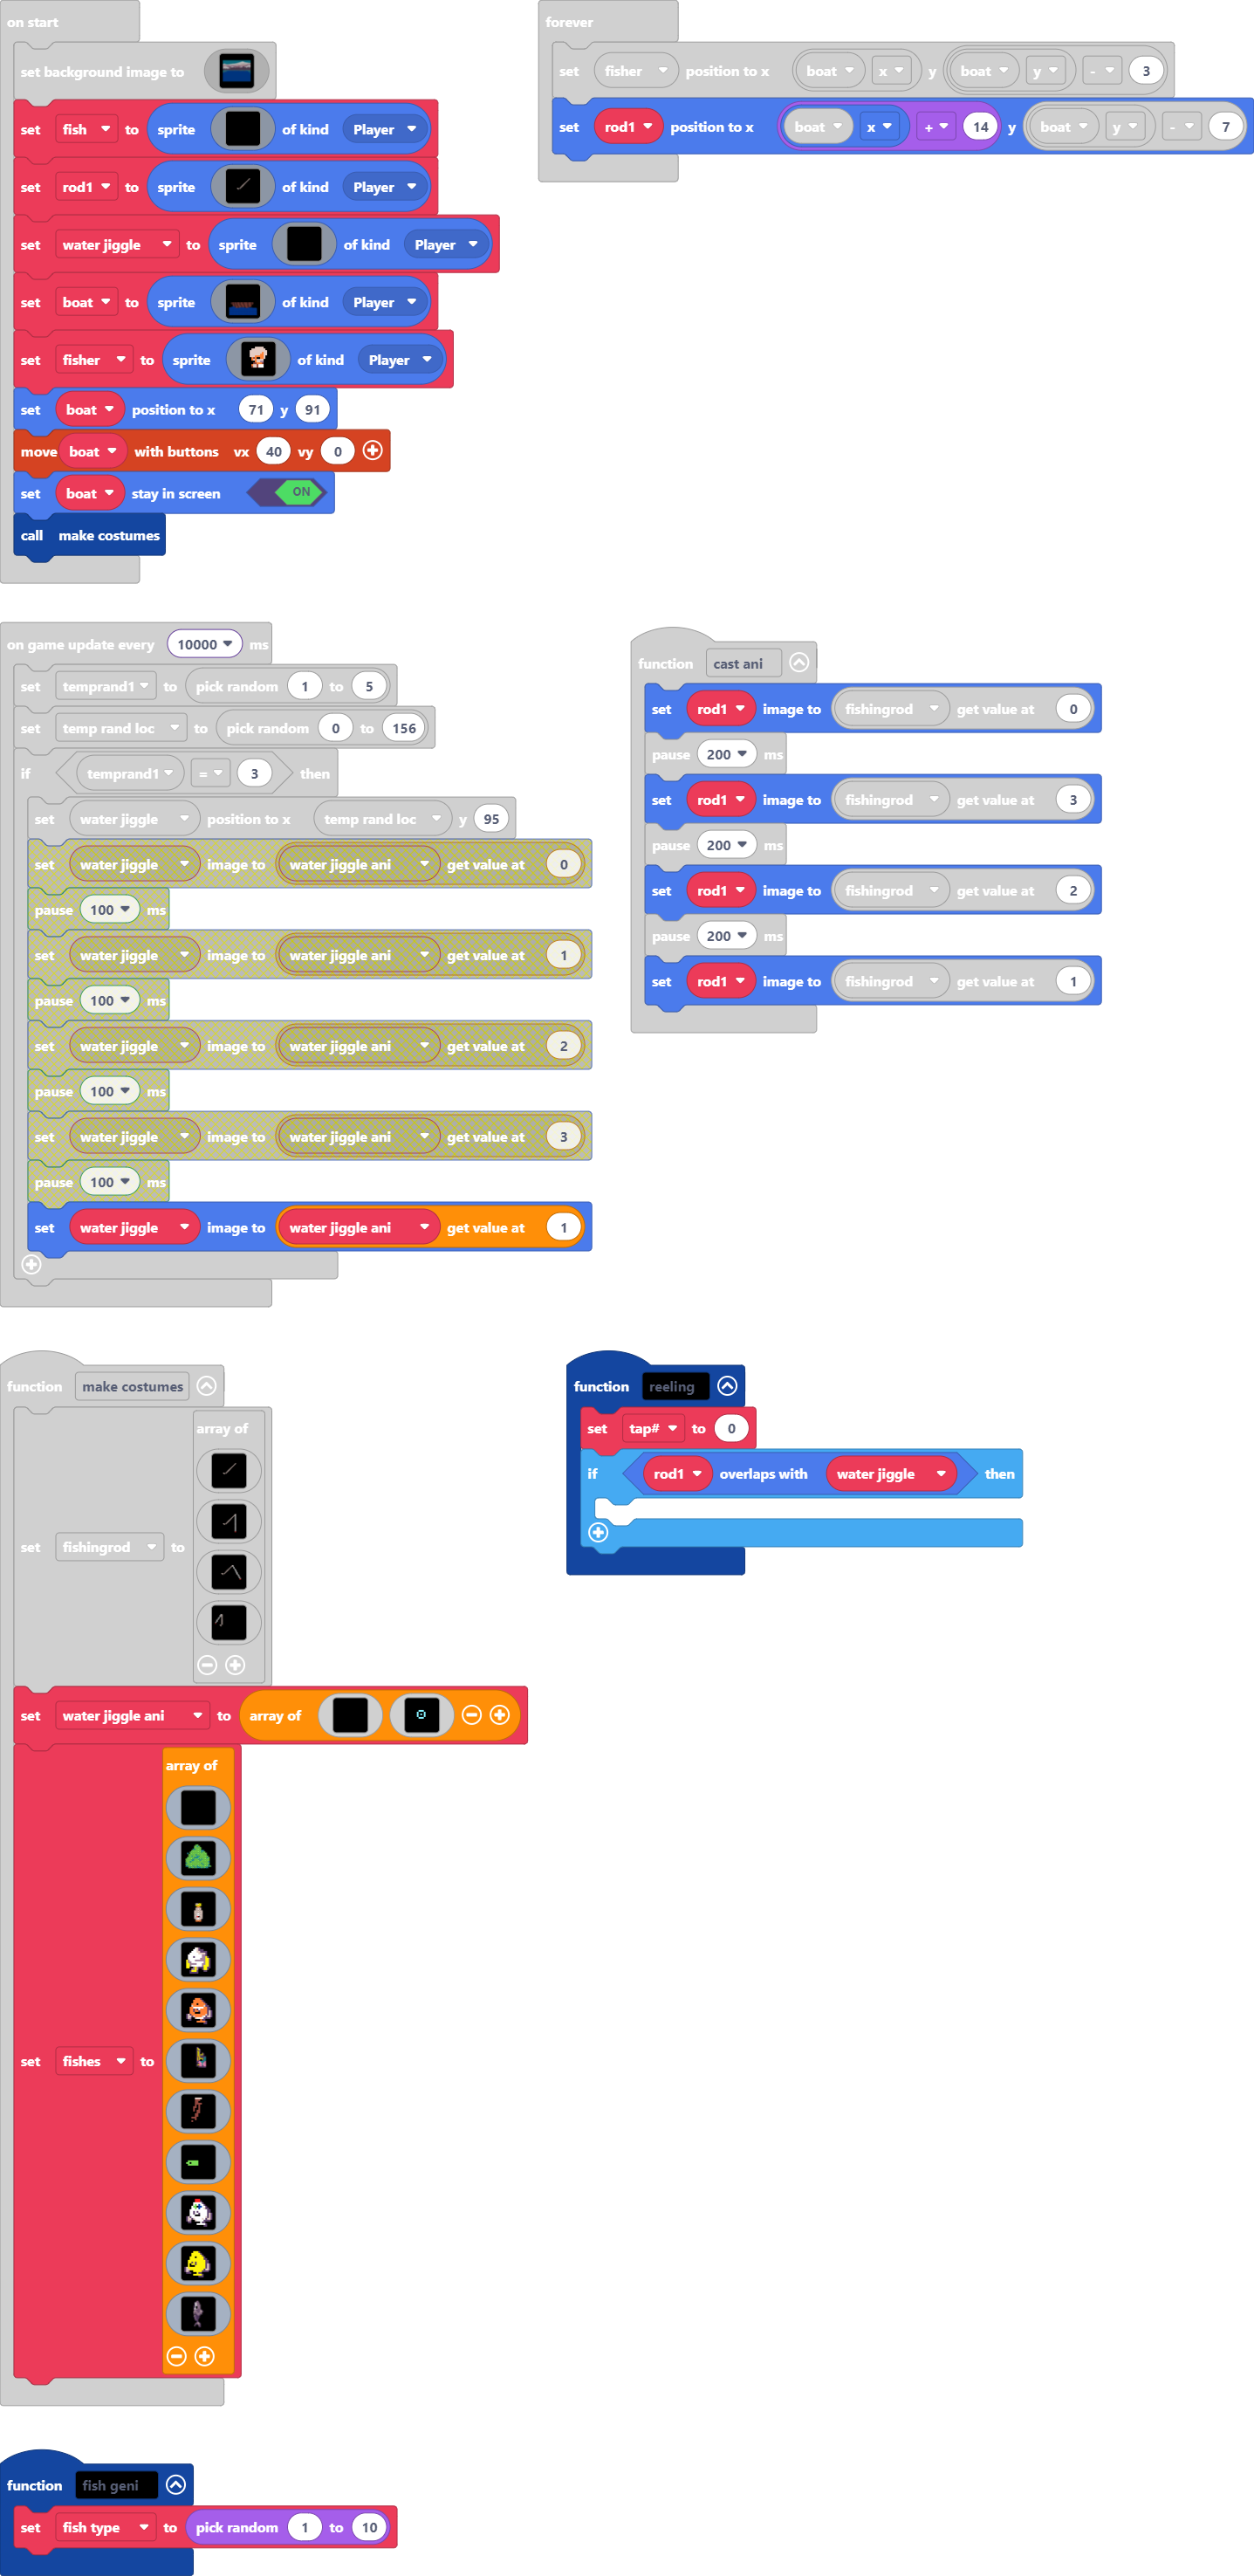 on start
set background image to
set fish to sprite of kind Player
set rod1 to sprite of kind Player
set water jiggle to sprite of kind Player
set boat to sprite of kind Player
set fisher to sprite of kind Player
set boat position to x 71 y 91
move boat with buttons vx 40 vy 0
set boat stay in screen ON
call make costumes
forever
set fisher position to x boat x y boat y - 3
set rod1 position to x boat x + 14 y boat y - 7
on game update every 10000 ms
set temprand1 to pick random 1 to 5
set temp rand loc to pick random 0 to 156
if temprand1 = 3 then
set water jiggle position to x temp rand loc y 95
set water jiggle image to water jiggle ani get value at 0
pause 100 ms
set water jiggle image to water jiggle ani get value at 1
pause 100 ms
set water jiggle image to water jiggle ani get value at 2
pause 100 ms
set water jiggle image to water jiggle ani get value at 3
pause 100 ms
set water jiggle image to water jiggle ani get value at 1
function cast ani
set rod1 image to fishingrod get value at 0
pause 200 ms
set rod1 image to fishingrod get value at 3
pause 200 ms
set rod1 image to fishingrod get value at 2
pause 200 ms
set rod1 image to fishingrod get value at 1
function make costumes
array of
set fishingrod to
set water jiggle ani to array of
array of
set fishes to
function reeling
set tap# to 0
if rod1 overlaps with water jiggle then
function fish geni
set fish type to pick random 1 to 10